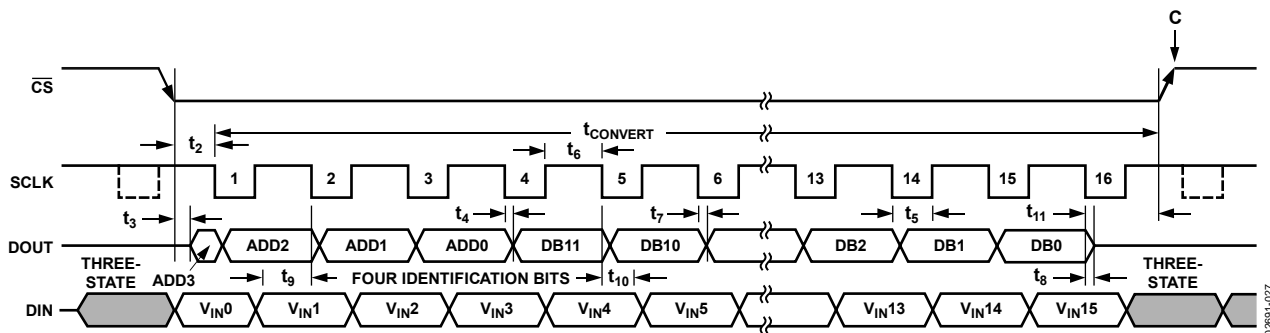 C
CS
t2
tCONVERT
t6
SCLK
1 2 3 4 5 6 13 14 15 16
t3 t4 t7 t5 t11
DOUT
ADD2 ADD1 ADD0 DB11 DB10 DB2 DB1 DB0
THREE-
STATE
ADD3
t9
FOUR IDENTIFICATION BITS
t10
t8
THREE-
STATE
DIN
VIN0 VIN1 VIN2 VIN3 VIN4 VIN5 VIN13 VIN14 VIN15
02691-027